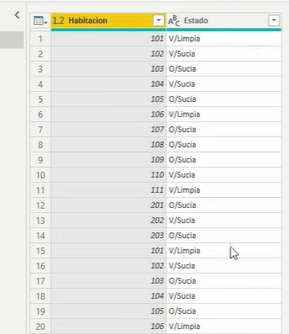 1.2 Habitacion ABC Estado
1 101 V/Limpia
2 102 V/Sucia
3 103 O/Sucia
4 104 V/Sucia
5 105 O/Sucia
6 106 V/Limpia
7 107 O/Sucia
8 108 O/Sucia
9 109 O/Sucia
10 110 V/Sucia
11 111 V/Limpia
12 201 O/Sucia
13 202 V/Sucia
14 203 O/Sucia
15 101 V/Limpia
16 102 V/Sucia
17 103 O/Sucia
18 104 V/Sucia
19 105 O/Sucia
20 106 V/Limpia